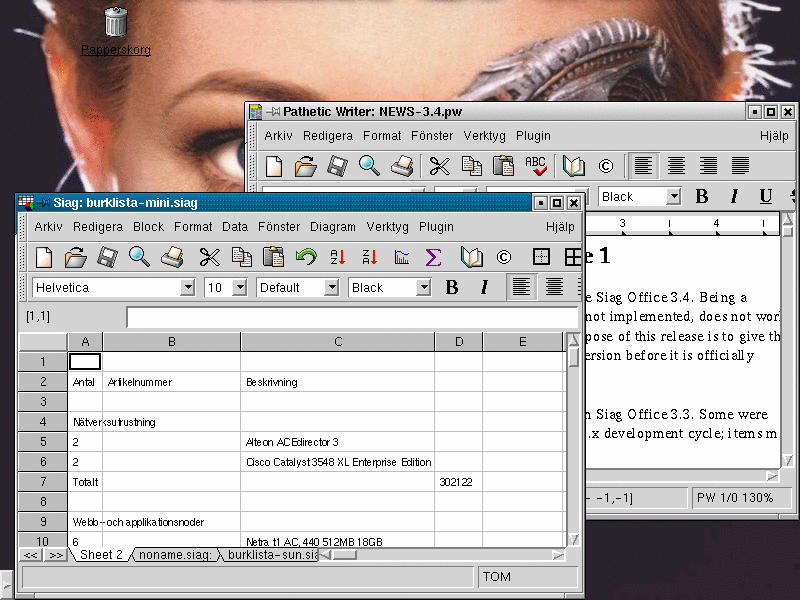 Papperskorg
Pathetic Writer: NEWS-3.4.pw
Arkiv Redigera Format Fönster Verktyg Plugin Hjälp
ABC
Black B I U
3 4
e 1
e Siag Office 3.4. Being a
not implemented, does not wor
pose of this release is to give th
ersion before it is officially
n Siag Office 3.3. Some were
.x development cycle; items m
- -1,-1] PW 1/0 130%
Siag: burklista-mini.siag
Arkiv Redigera Block Format Data Fönster Diagram Verktyg Plugin Hjälp
Helvetica 10 Default Black B I
[1,1]
A B C D E
1
2 Antal Artikelnummer Beskrivning
3
4 Nätverksutrustning
5 2 Alteon ACEdirector 3
6 2 Cisco Catalyst 3548 XL Enterprise Edition
7 Totalt 302122
8
9 Webb- och applikationsnoder
10 6 Netra t1 AC, 440 512MB 18GB
<< >> Sheet 2 noname.siag: burklista-sun.sia
TOM